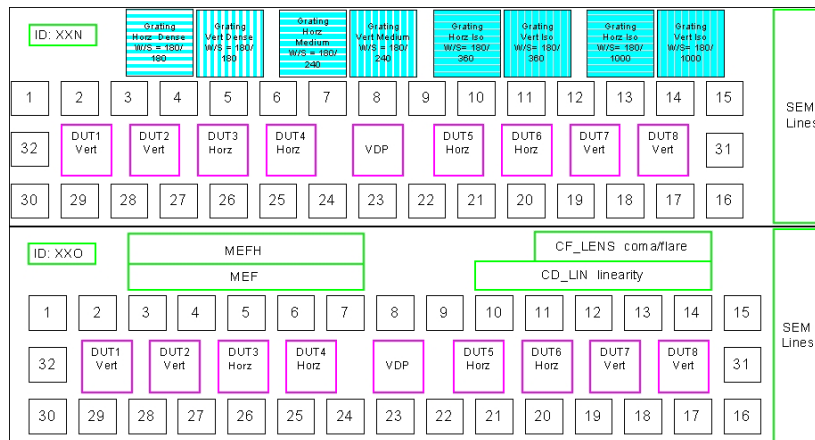 ID: XXN
Grating
Horz Dense
W/S = 180/
180
Grating
Vert Dense
W/S = 180/
180
Grating
Horz
Medium
W/S = 180/
240
Grating
Vert Medium
W/S = 180/
240
Grating
Horz Iso
W/S= 180/
360
Grating
Vert Iso
W/S = 180/
360
Grating
Horz Iso
W/S = 180/
1000
Grating
Vert Iso
W/S = 180/
1000
SEM
Lines
1 2 3 4 5 6 7 8 9 10 11 12 13 14 15
32
DUT1
Vert
DUT2
Vert
DUT3
Horz
DUT4
Horz
VDP
DUT5
Horz
DUT6
Horz
DUT7
Vert
DUT8
Vert
31
30 29 28 27 26 25 24 23 22 21 20 19 18 17 16
ID: XXO
MEFH
MEF
CF_LENS coma/flare
CD_LIN linearity
SEM
Lines
1 2 3 4 5 6 7 8 9 10 11 12 13 14 15
32
DUT1
Vert
DUT2
Vert
DUT3
Horz
DUT4
Horz
VDP
DUT5
Horz
DUT6
Horz
DUT7
Vert
DUT8
Vert
31
30 29 28 27 26 25 24 23 22 21 20 19 18 17 16